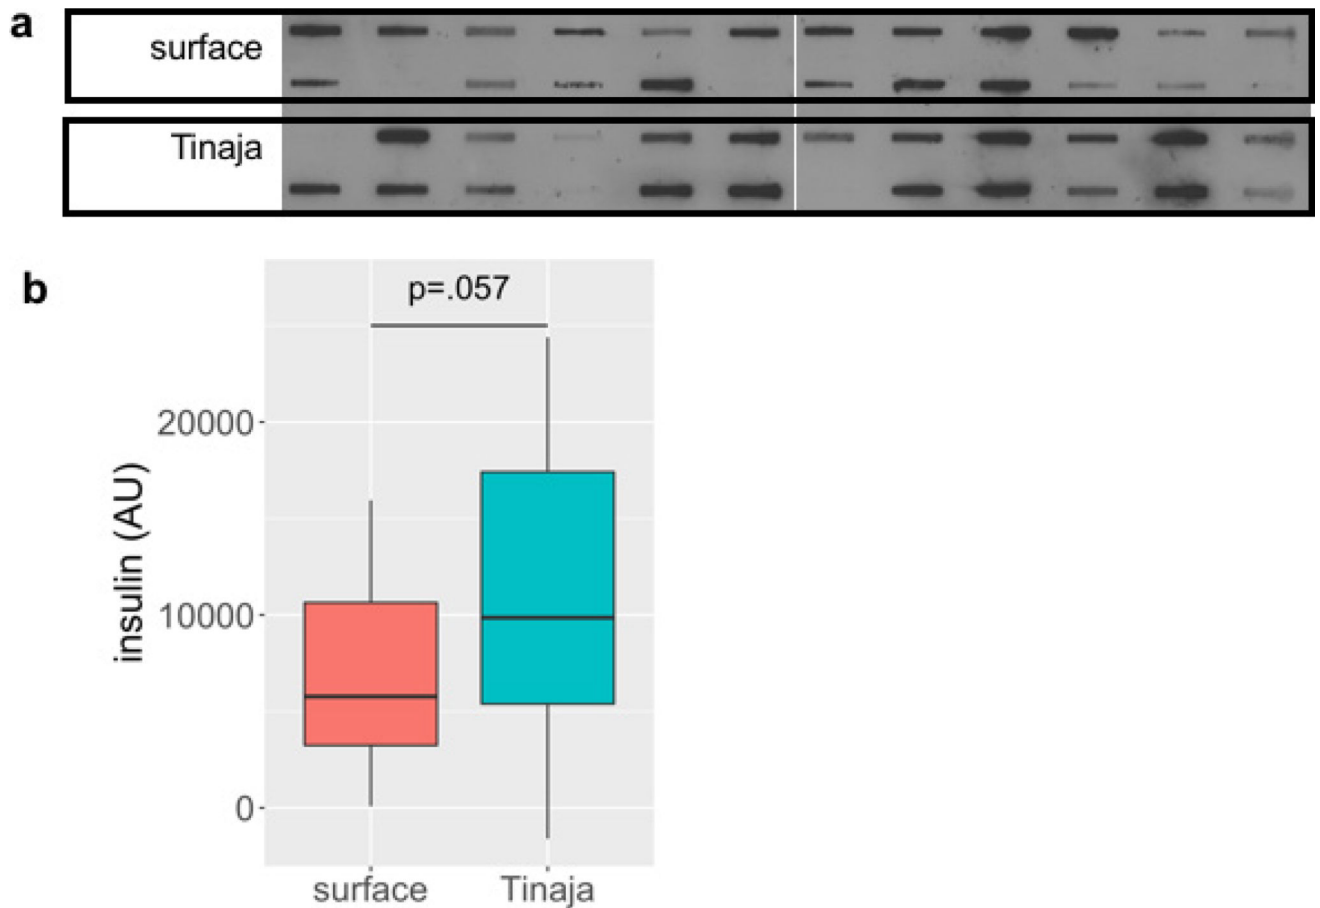 a
surface
Tinaja
b
p=.057
20000
10000
0
insulin (AU)
surface
Tinaja